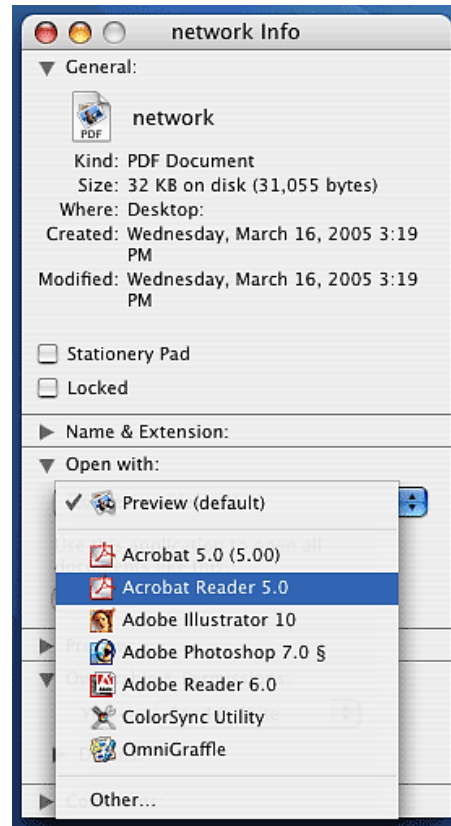 network Info
General:
PDF
network
Kind: PDF Document
Size: 32 KB on disk (31,055 bytes)
Where: Desktop:
Created: Wednesday, March 16, 2005 3:19
PM
Modified: Wednesday, March 16, 2005 3:19
PM
Stationery Pad
Locked
Name & Extension:
Open with:
Preview (default)
Acrobat 5.0 (5.00)
Acrobat Reader 5.0
Adobe Illustrator 10
Adobe Photoshop 7.0 §
Adobe Reader 6.0
ColorSync Utility
OmniGraffle
Other...